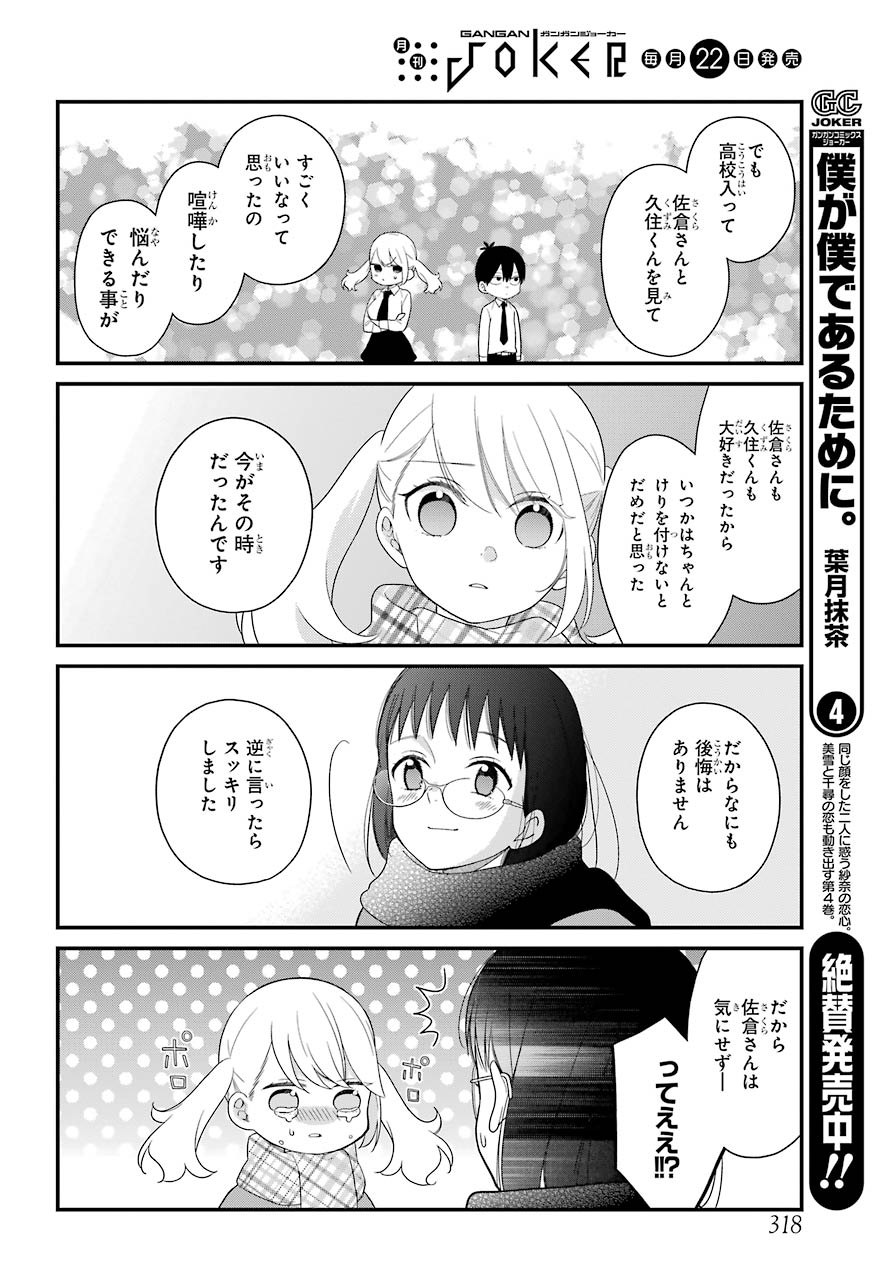 月刊
GANGAN
ガンガンジョーカー
JOKER
毎月22日発売
GC
JOKER
ガンガンコミックス
ジョーカー
僕が僕であるために。
葉月抹茶
4
同じ顔をした二人に惑う紗奈の恋心。
美雪と千尋の恋も動き出す第4巻。
絶賛発売中!!
でも
高校入って
佐倉さんと
久住くんを見て
すごく
いいなって
思ったの
喧嘩したり
悩んだり
できる事が
佐倉さんも
久住くんも
大好きだったから
いつかはちゃんと
けりを付けないと
だめだと思った
今がその時
だったんです
だからなにも
後悔は
ありません
逆に言ったら
スッキリ
しました
だから
佐倉さんは
気にせずー
ってええ!!?
ポロ
ポロ
318